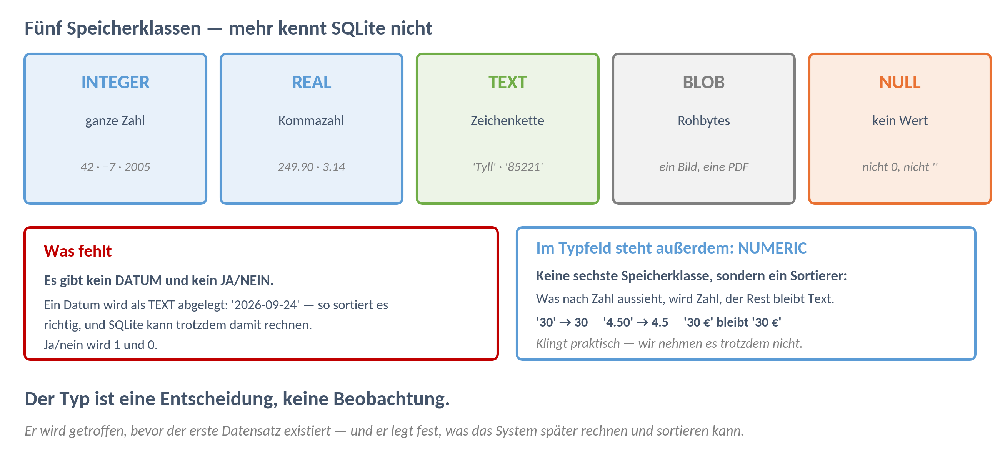 Fünf Speicherklassen — mehr kennt SQLite nicht
INTEGER
ganze Zahl
42 · −7 · 2005
REAL
Kommazahl
249.90 · 3.14
TEXT
Zeichenkette
'Tyll' · '85221'
BLOB
Rohbytes
ein Bild, eine PDF
NULL
kein Wert
nicht 0, nicht ''
Was fehlt
Es gibt kein DATUM und kein JA/NEIN.
Ein Datum wird als TEXT abgelegt: '2026-09-24' — so sortiert es
richtig, und SQLite kann trotzdem damit rechnen.
Ja/nein wird 1 und 0.
Im Typfeld steht außerdem: NUMERIC
Keine sechste Speicherklasse, sondern ein Sortierer:
Was nach Zahl aussieht, wird Zahl, der Rest bleibt Text.
'30' → 30 '4.50' → 4.5 '30 €' bleibt '30 €'
Klingt praktisch — wir nehmen es trotzdem nicht.
Der Typ ist eine Entscheidung, keine Beobachtung.
Er wird getroffen, bevor der erste Datensatz existiert — und er legt fest, was das System später rechnen und sortieren kann.